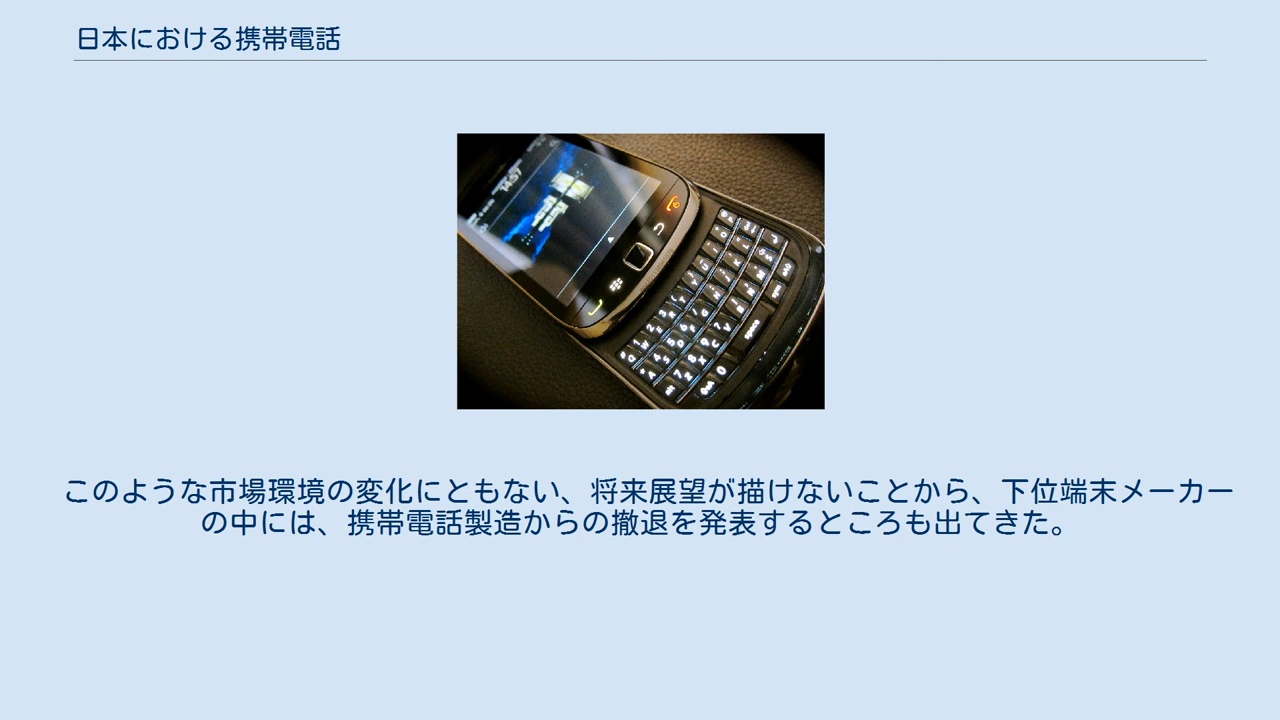 日本における携帯電話
14:57
space
このような市場環境の変化にともない、将来展望が描けないことから、下位端末メーカー
の中には、携帯電話製造からの撤退を発表するところも出てきた。